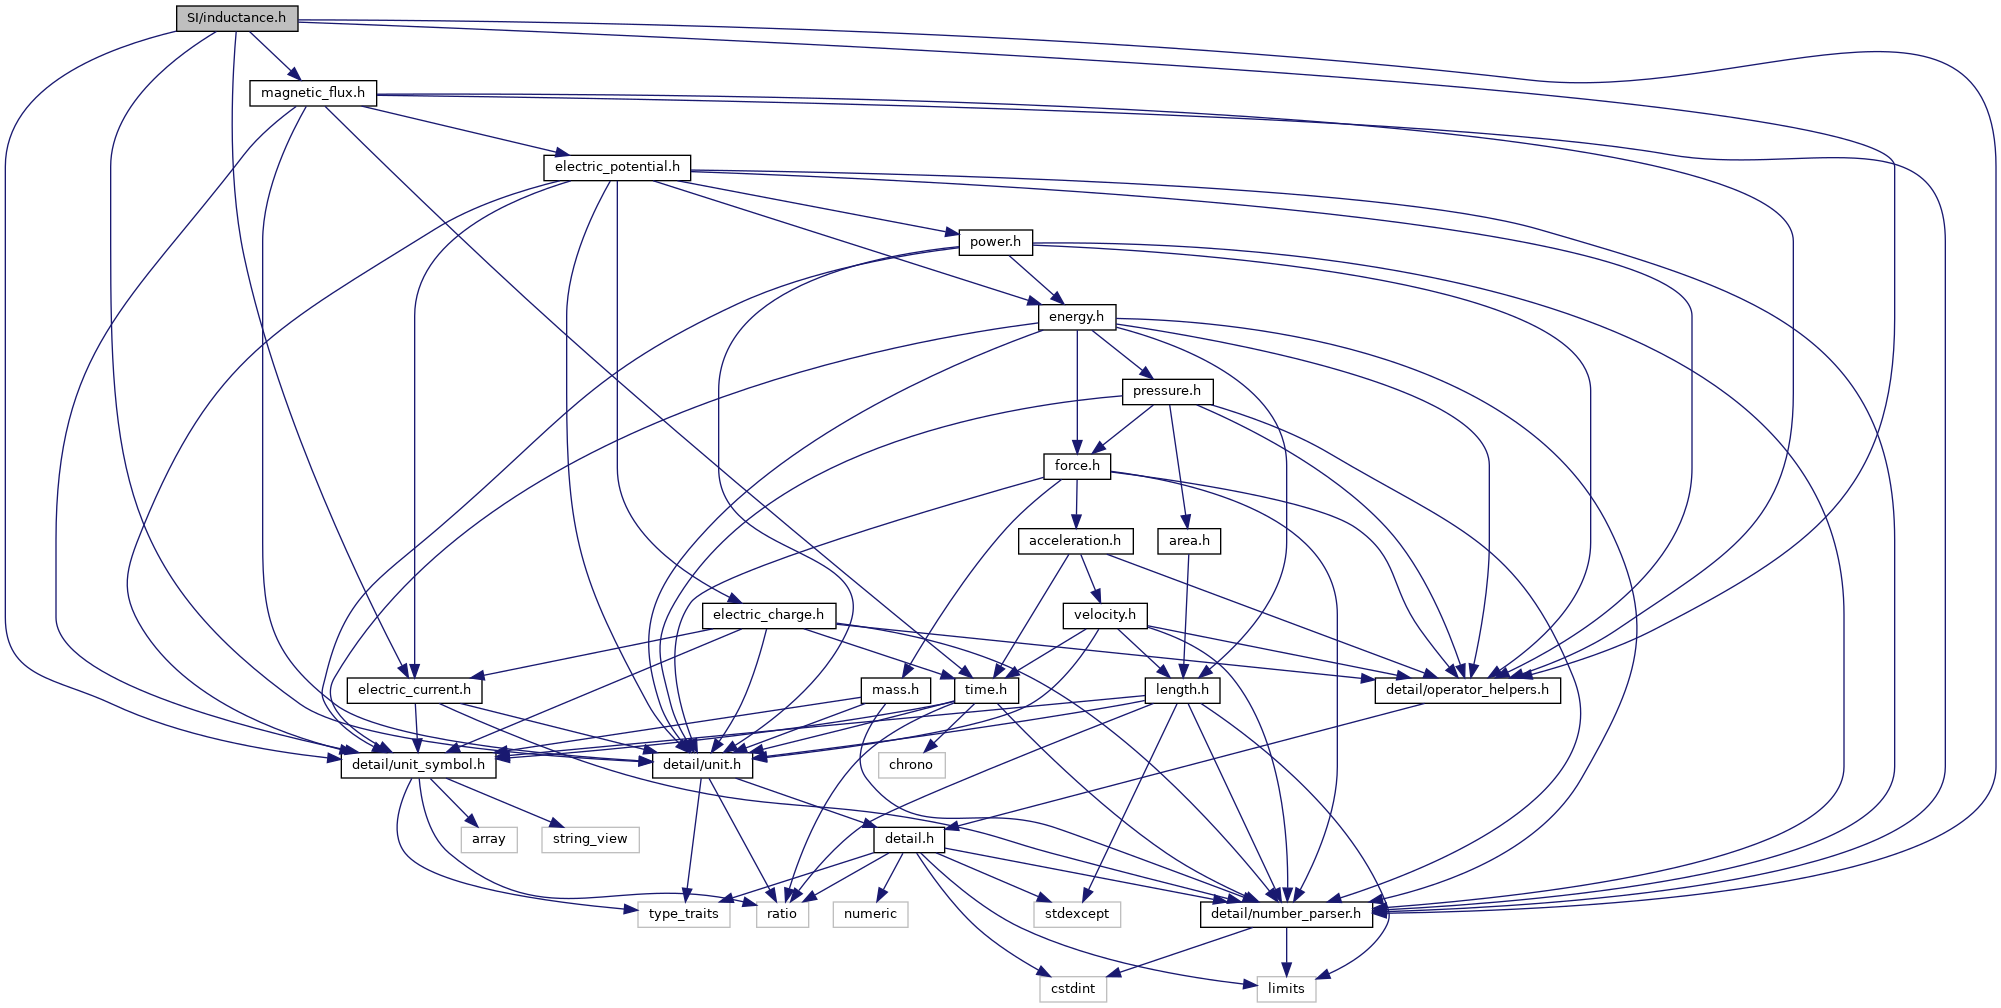 SI/inductance.h
magnetic_flux.h
electric_potential.h
power.h
energy.h
pressure.h
force.h
acceleration.h
area.h
electric_charge.h
velocity.h
electric_current.h
mass.h
time.h
length.h
detail/operator_helpers.h
detail/unit_symbol.h
detail/unit.h
chrono
array
string_view
detail.h
type_traits
ratio
numeric
stdexcept
detail/number_parser.h
cstdint
limits